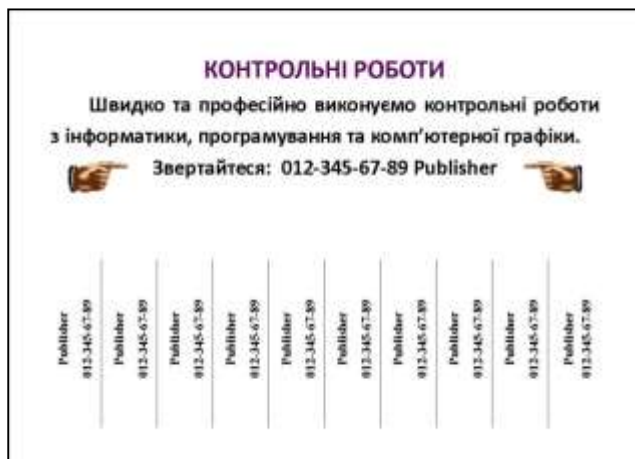 КОНТРОЛЬНІ РОБОТИ
Швидко та професійно виконуємо контрольні роботи
з інформатики, програмування та комп’ютерної графіки.
Звертайтеся: 012-345-67-89 Publisher
Publisher
012-345-67-89
Publisher
012-345-67-89
Publisher
012-345-67-89
Publisher
012-345-67-89
Publisher
012-345-67-89
Publisher
012-345-67-89
Publisher
012-345-67-89
Publisher
012-345-67-89
Publisher
012-345-67-89
Publisher
012-345-67-89